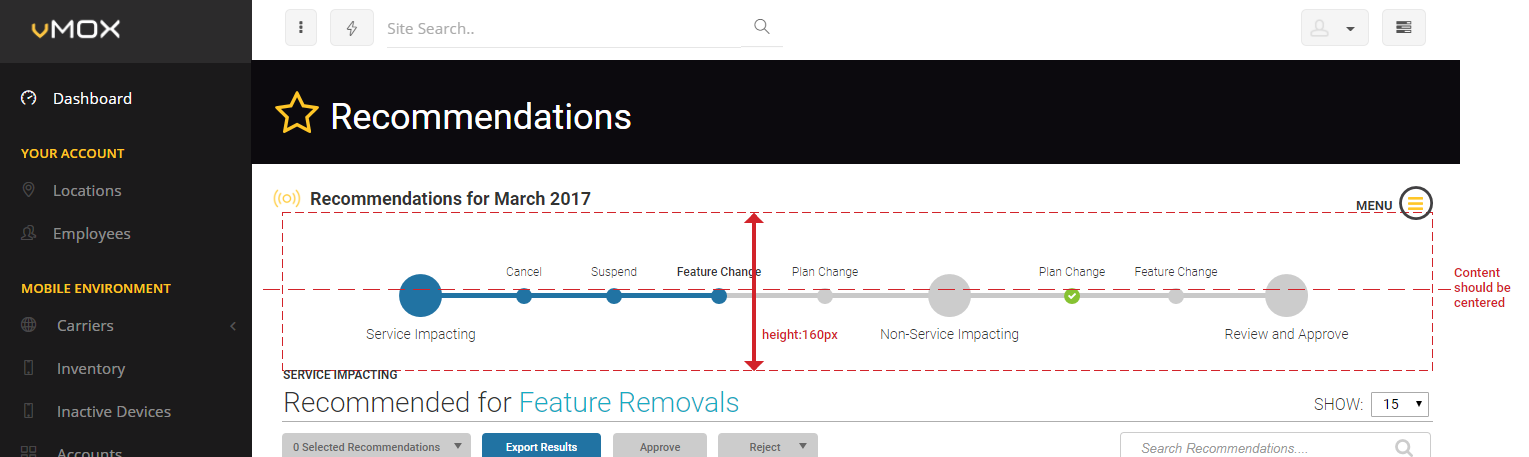 vMOX
Site Search..
Dashboard
YOUR ACCOUNT
Locations
Employees
MOBILE ENVIRONMENT
Carriers
Inventory
Inactive Devices
Accounts
Recommendations
Recommendations for March 2017
MENU
Cancel
Suspend
Feature Change
Plan Change
Plan Change
Feature Change
Service Impacting
Non-Service Impacting
Review and Approve
height:160px
Content
should be
centered
SERVICE IMPACTING
Recommended for Feature Removals
SHOW: 15
0 Selected Recommendations
Export Results
Approve
Reject
Search Recommendations....